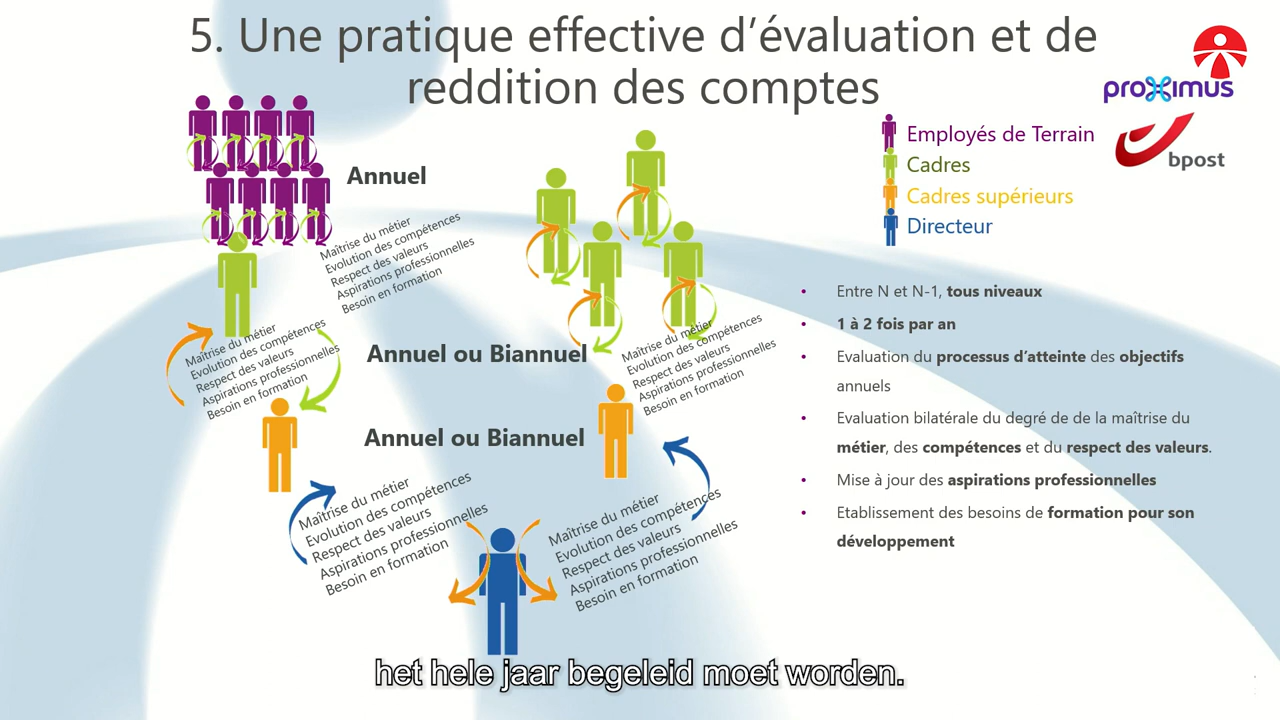 5. Une pratique effective d’évaluation et de
reddition des comptes
proximus
bpost
Employés de Terrain
Cadres
Cadres supérieurs
Directeur
Annuel
Maîtrise du métier
Evolution des compétences
Respect des valeurs
Aspirations professionnelles
Besoin en formation
Maîtrise du métier
Evolution des compétences
Respect des valeurs
Aspirations professionnelles
Besoin en formation
Annuel ou Biannuel
Maîtrise du métier
Evolution des compétences
Respect des valeurs
Aspirations professionnelles
Besoin en formation
Annuel ou Biannuel
Maîtrise du métier
Evolution des compétences
Respect des valeurs
Aspirations professionnelles
Besoin en formation
Maîtrise du métier
Evolution des compétences
Respect des valeurs
Aspirations professionnelles
Besoin en formation
• Entre N et N-1, tous niveaux
• 1 à 2 fois par an
• Evaluation du processus d’atteinte des objectifs
annuels
• Evaluation bilatérale du degré de de la maîtrise du
métier, des compétences et du respect des valeurs.
• Mise à jour des aspirations professionnelles
• Etablissement des besoins de formation pour son
développement
het hele jaar begeleid moet worden.